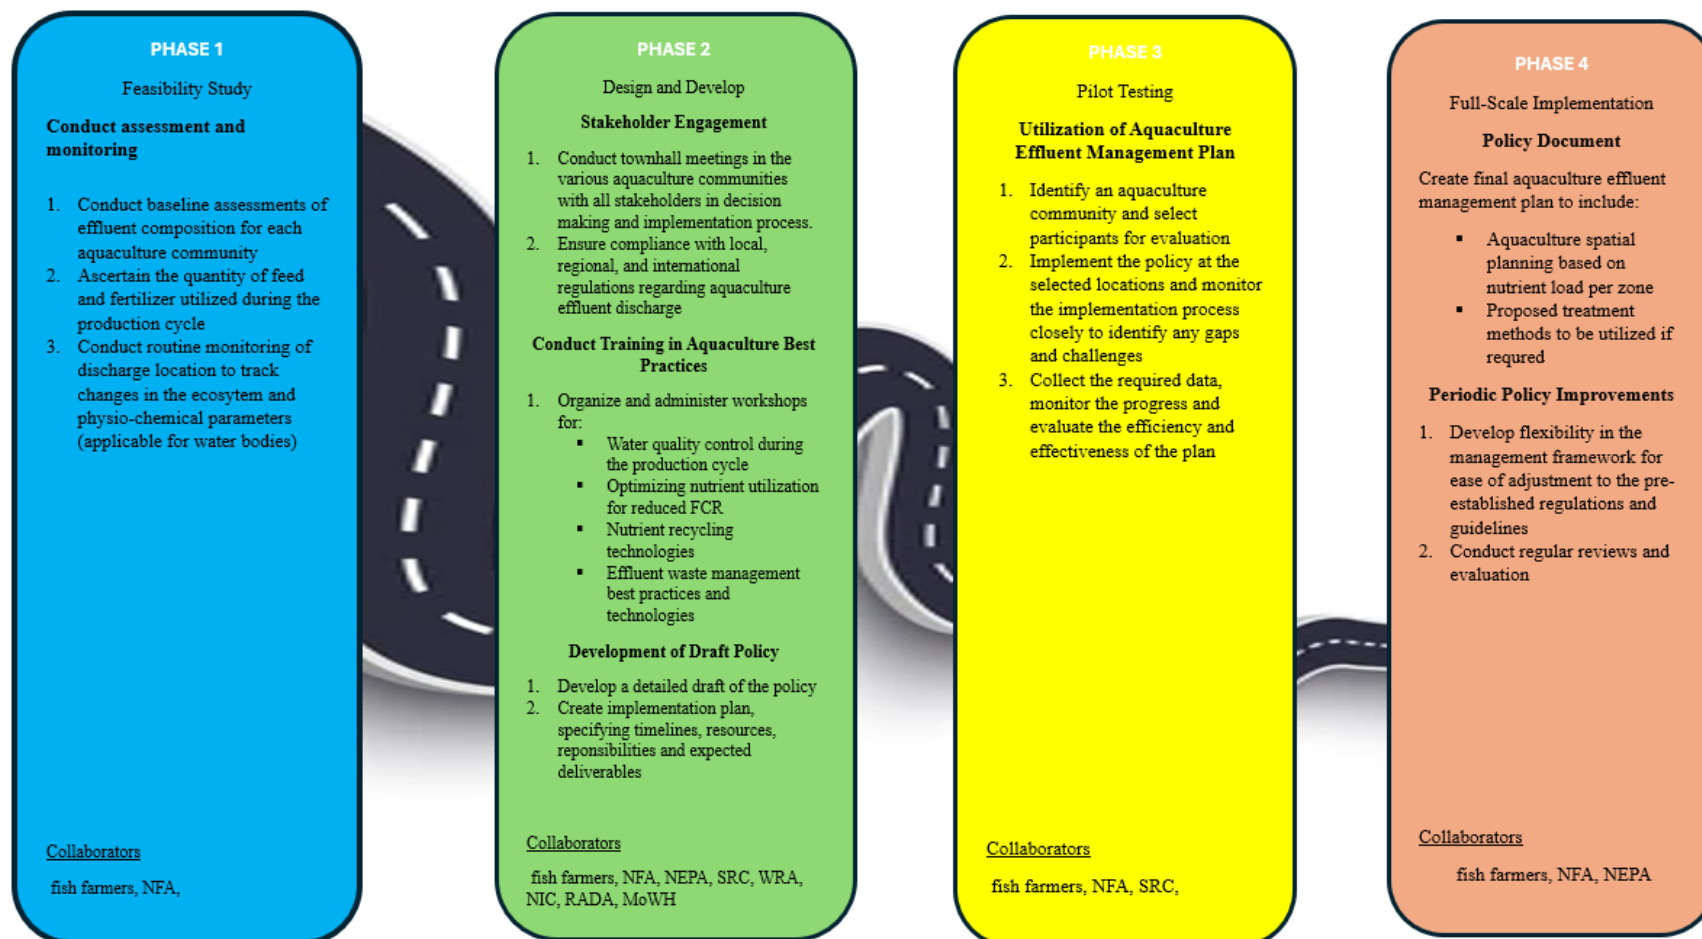 PHASE 1
Feasibility Study
Conduct assessment and
monitoring
1. Conduct baseline assessments of
effluent composition for each
aquaculture community
2. Ascertain the quantity of feed
and fertilizer utilized during the
production cycle
3. Conduct routine monitoring of
discharge location to track
changes in the ecosytem and
physio-chemical parameters
(applicable for water bodies)
Collaborators
fish farmers, NFA,
PHASE 2
Design and Develop
Stakeholder Engagement
1. Conduct townhall meetings in the
various aquaculture communities
with all stakeholders in decision
making and implementation process.
2. Ensure compliance with local,
regional, and international
regulations regarding aquaculture
effluent discharge
Conduct Training in Aquaculture Best
Practices
1. Organize and administer workshops
for:
▪ Water quality control during
the production cycle
▪ Optimizing nutrient utilization
for reduced FCR
▪ Nutrient recycling
technologies
▪ Effluent waste management
best practices and
technologies
Development of Draft Policy
1. Develop a detailed draft of the policy
2. Create implementation plan,
specifying timelines, resources,
reponsibilities and expected
deliverables
Collaborators
fish farmers, NFA, NEPA, SRC, WRA,
NIC, RADA, MoWH
PHASE 3
Pilot Testing
Utilization of Aquaculture
Effluent Management Plan
1. Identify an aquaculture
community and select
participants for evaluation
2. Implement the policy at the
selected locations and monitor
the implementation process
closely to identify any gaps
and challenges
3. Collect the required data,
monitor the progress and
evaluate the efficiency and
effectiveness of the plan
Collaborators
fish farmers, NFA, SRC,
PHASE 4
Full-Scale Implementation
Policy Document
Create final aquaculture effluent
management plan to include:
▪ Aquaculture spatial
planning based on
nutrient load per zone
▪ Proposed treatment
methods to be utilized if
requred
Periodic Policy Improvements
1. Develop flexibility in the
management framework for
ease of adjustment to the pre-
established regulations and
guidelines
2. Conduct regular reviews and
evaluation
Collaborators
fish farmers, NFA, NEPA